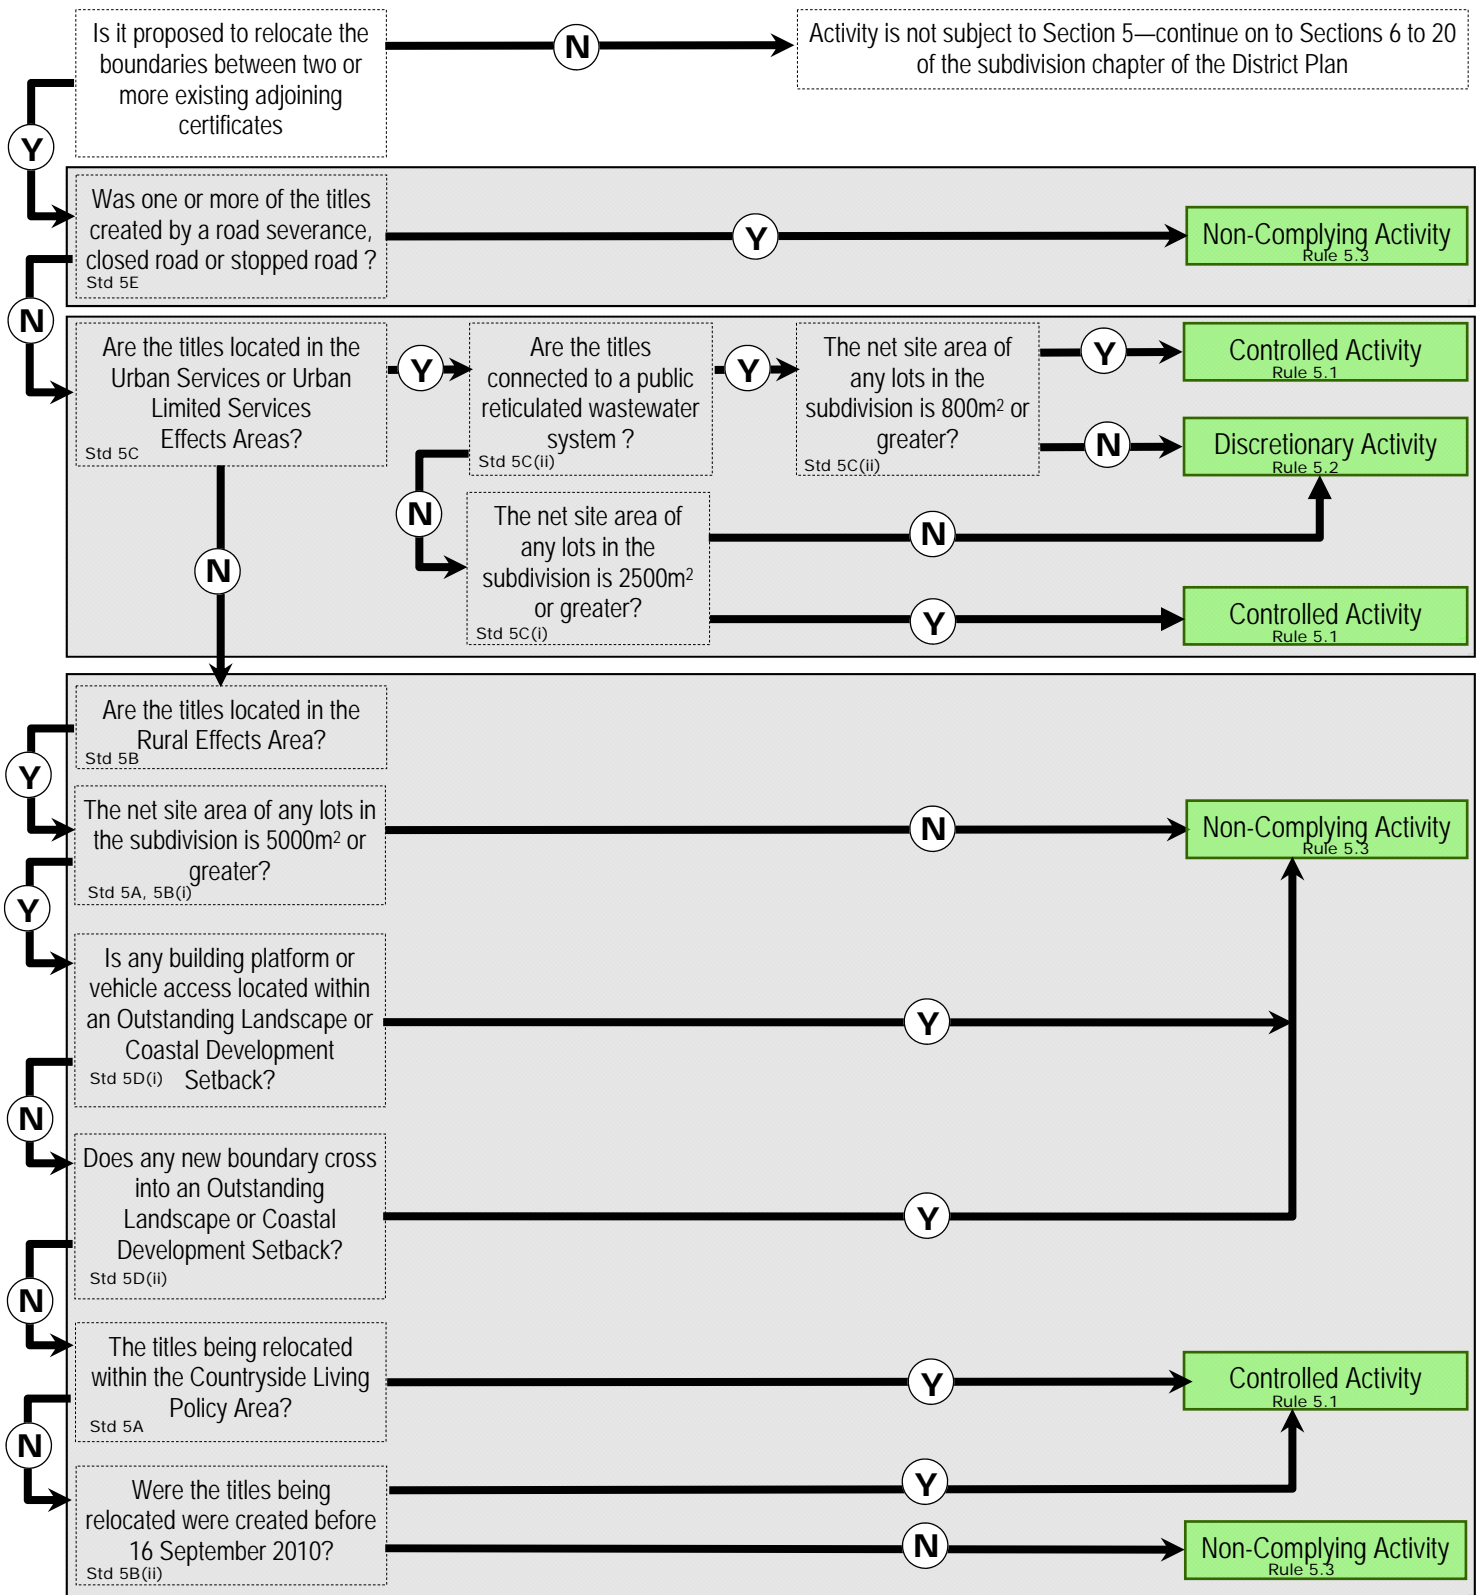 Is it proposed to relocate the
boundaries between two or
more existing adjoining
certificates
N
Activity is not subject to Section 5—continue on to Sections 6 to 20
of the subdivision chapter of the District Plan
Y
Was one or more of the titles
created by a road severance,
closed road or stopped road ?
Std 5E
Y
Non-Complying Activity
Rule 5.3
N
Are the titles located in the
Urban Services or Urban
Limited Services
Effects Areas?
Std 5C
Y
Are the titles
connected to a public
reticulated wastewater
system ?
Std 5C(ii)
Y
The net site area of
any lots in the
subdivision is 800m² or
greater?
Std 5C(ii)
Y
Controlled Activity
Rule 5.1
N
Discretionary Activity
Rule 5.2
N
The net site area of
any lots in the
subdivision is 2500m²
or greater?
Std 5C(i)
N
Y
Controlled Activity
Rule 5.1
N
Are the titles located in the
Rural Effects Area?
Std 5B
Y
The net site area of any lots in
the subdivision is 5000m² or
greater?
Std 5A, 5B(i)
N
Non-Complying Activity
Rule 5.3
Y
Is any building platform or
vehicle access located within
an Outstanding Landscape or
Coastal Development
Setback?
Std 5D(i)
Y
N
Does any new boundary cross
into an Outstanding
Landscape or Coastal
Development Setback?
Std 5D(ii)
Y
N
The titles being relocated
within the Countryside Living
Policy Area?
Std 5A
Y
Controlled Activity
Rule 5.1
N
Were the titles being
relocated were created before
16 September 2010?
Std 5B(ii)
Y
N
Non-Complying Activity
Rule 5.3